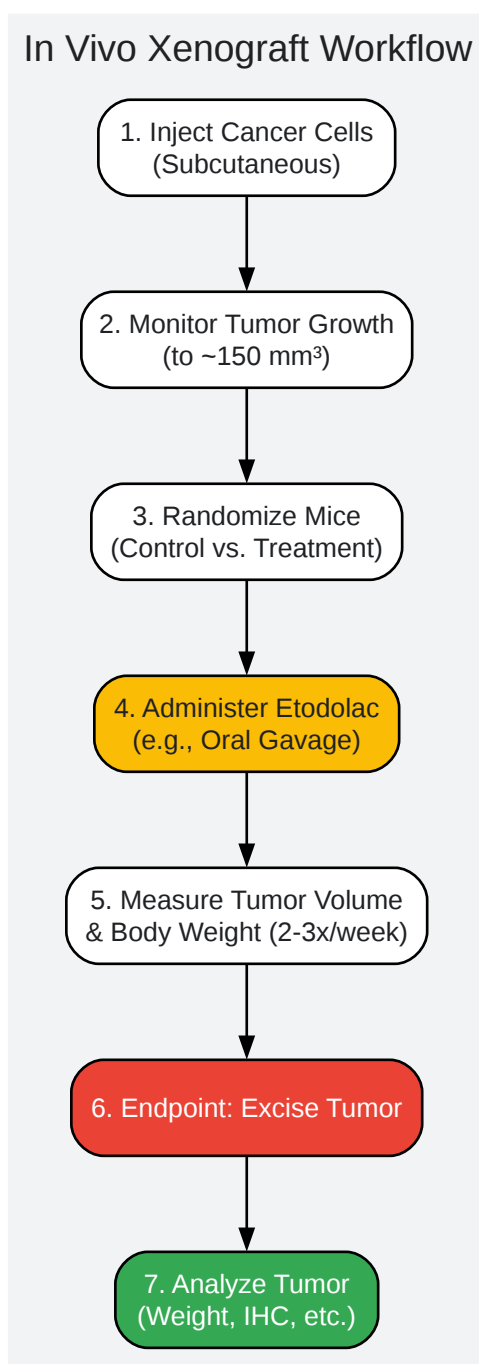 In Vivo Xenograft Workflow
1. Inject Cancer Cells
(Subcutaneous)
2. Monitor Tumor Growth
(to ~150 mm³)
3. Randomize Mice
(Control vs. Treatment)
4. Administer Etodolac
(e.g., Oral Gavage)
5. Measure Tumor Volume
& Body Weight (2-3x/week)
6. Endpoint: Excise Tumor
7. Analyze Tumor
(Weight, IHC, etc.)